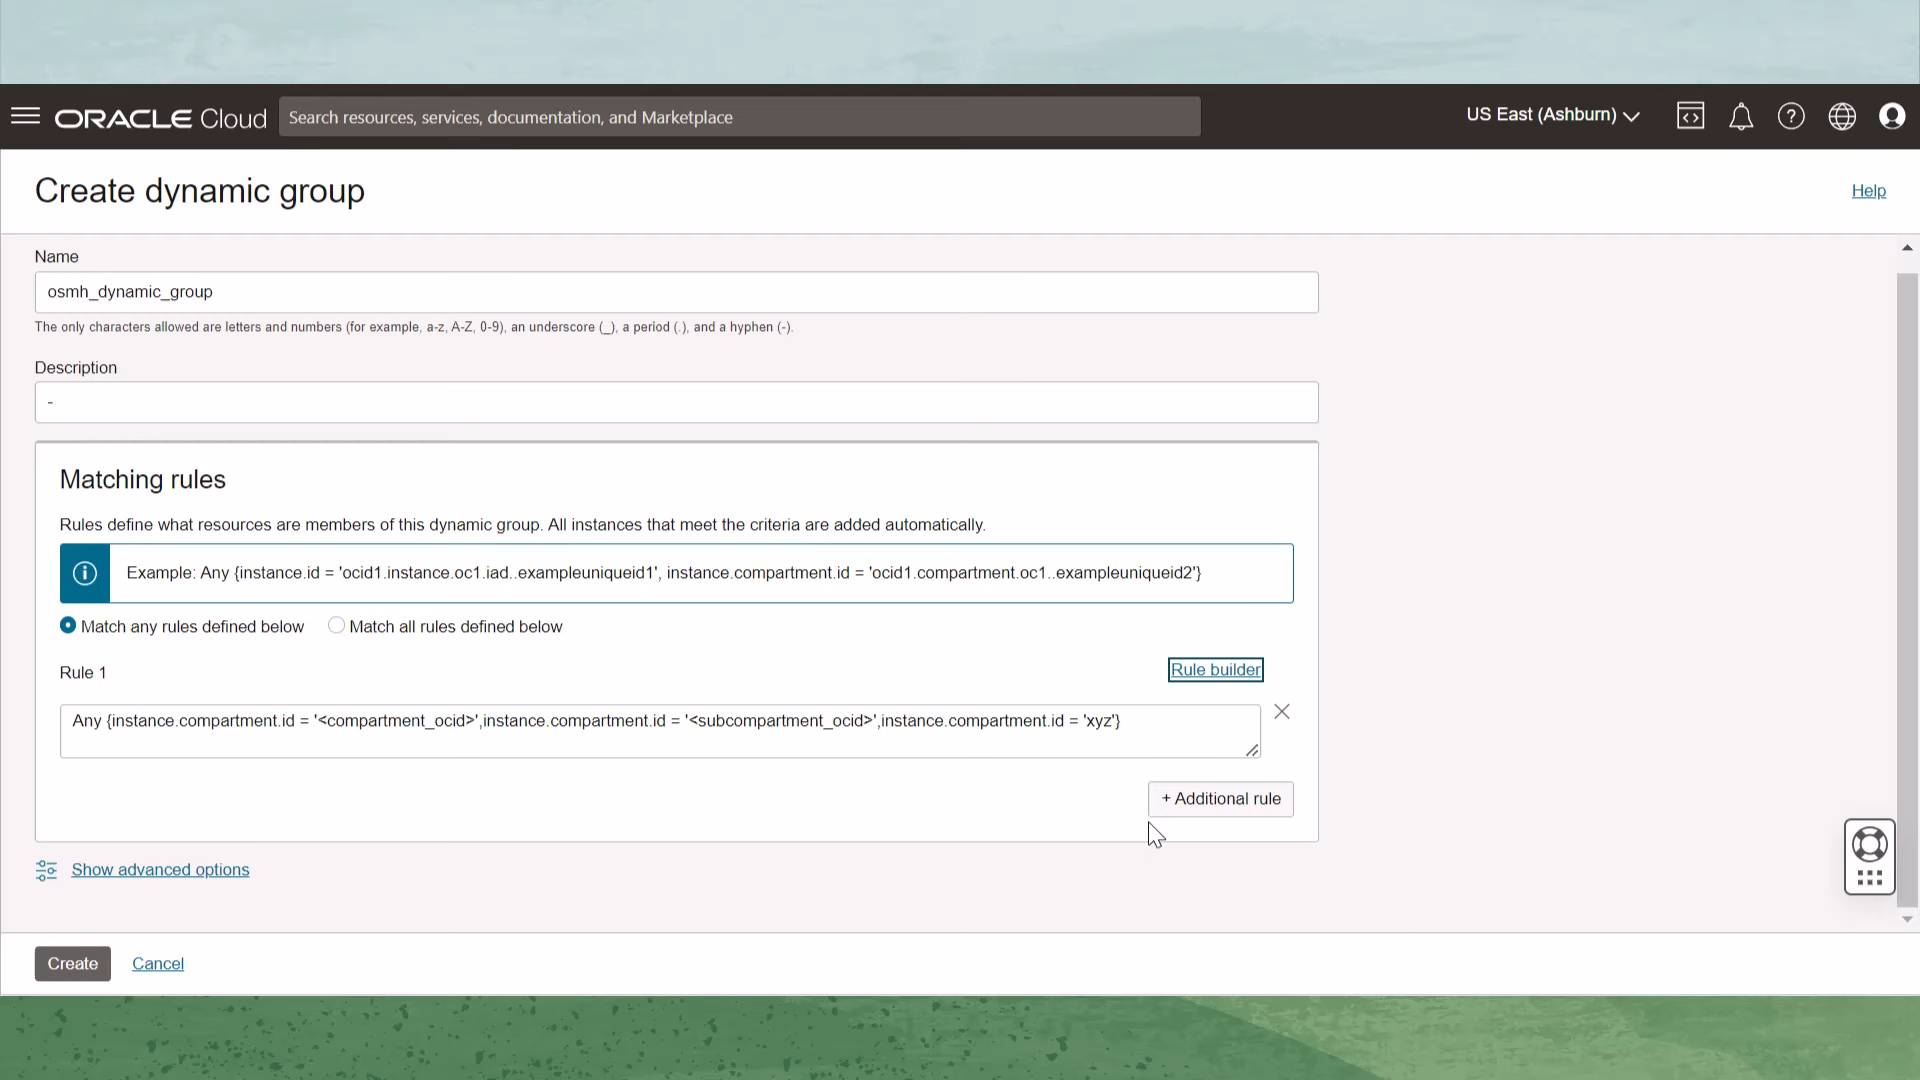 ORACLE Cloud
Search resources, services, documentation, and Marketplace
US East (Ashburn)
Create dynamic group
Help
Name
osmh_dynamic_group
The only characters allowed are letters and numbers (for example, a-z, A-Z, 0-9), an underscore (_), a period (.), and a hyphen (-).
Description
-
Matching rules
Rules define what resources are members of this dynamic group. All instances that meet the criteria are added automatically.
Example: Any {instance.id = 'ocid1.instance.oc1.iad..exampleuniqueid1', instance.compartment.id = 'ocid1.compartment.oc1..exampleuniqueid2'}
Match any rules defined below Match all rules defined below
Rule 1
Rule builder
Any {instance.compartment.id = '<compartment_ocid>',instance.compartment.id = '<subcompartment_ocid>',instance.compartment.id = 'xyz'}
+ Additional rule
Show advanced options
Create Cancel